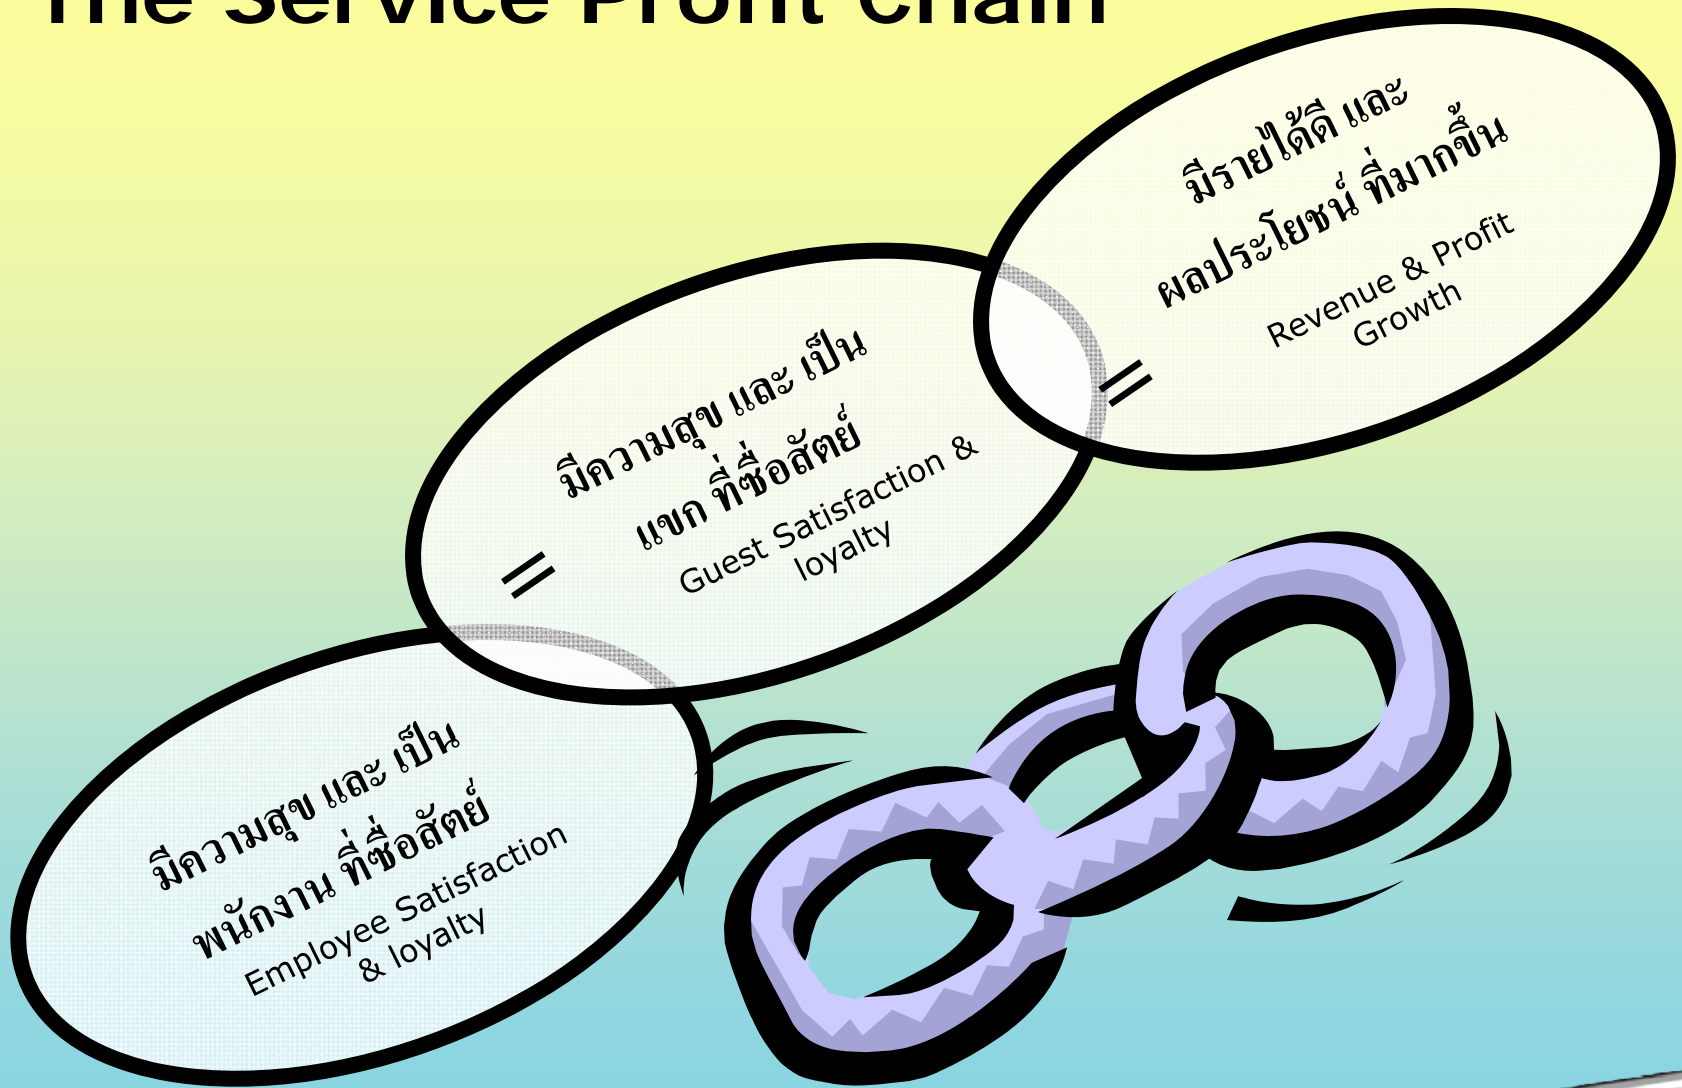 The Service Profit Chain
มีรายได้ดี และ
ผลประโยชน์ ที่มากขึ้น
Revenue & Profit
Growth
=
มีความสุข และ เป็น
แขก ที่ซื่อสัตย์
Guest Satisfaction &
loyalty
=
มีความสุข และ เป็น
พนักงาน ที่ซื่อสัตย์
Employee Satisfaction
& loyalty